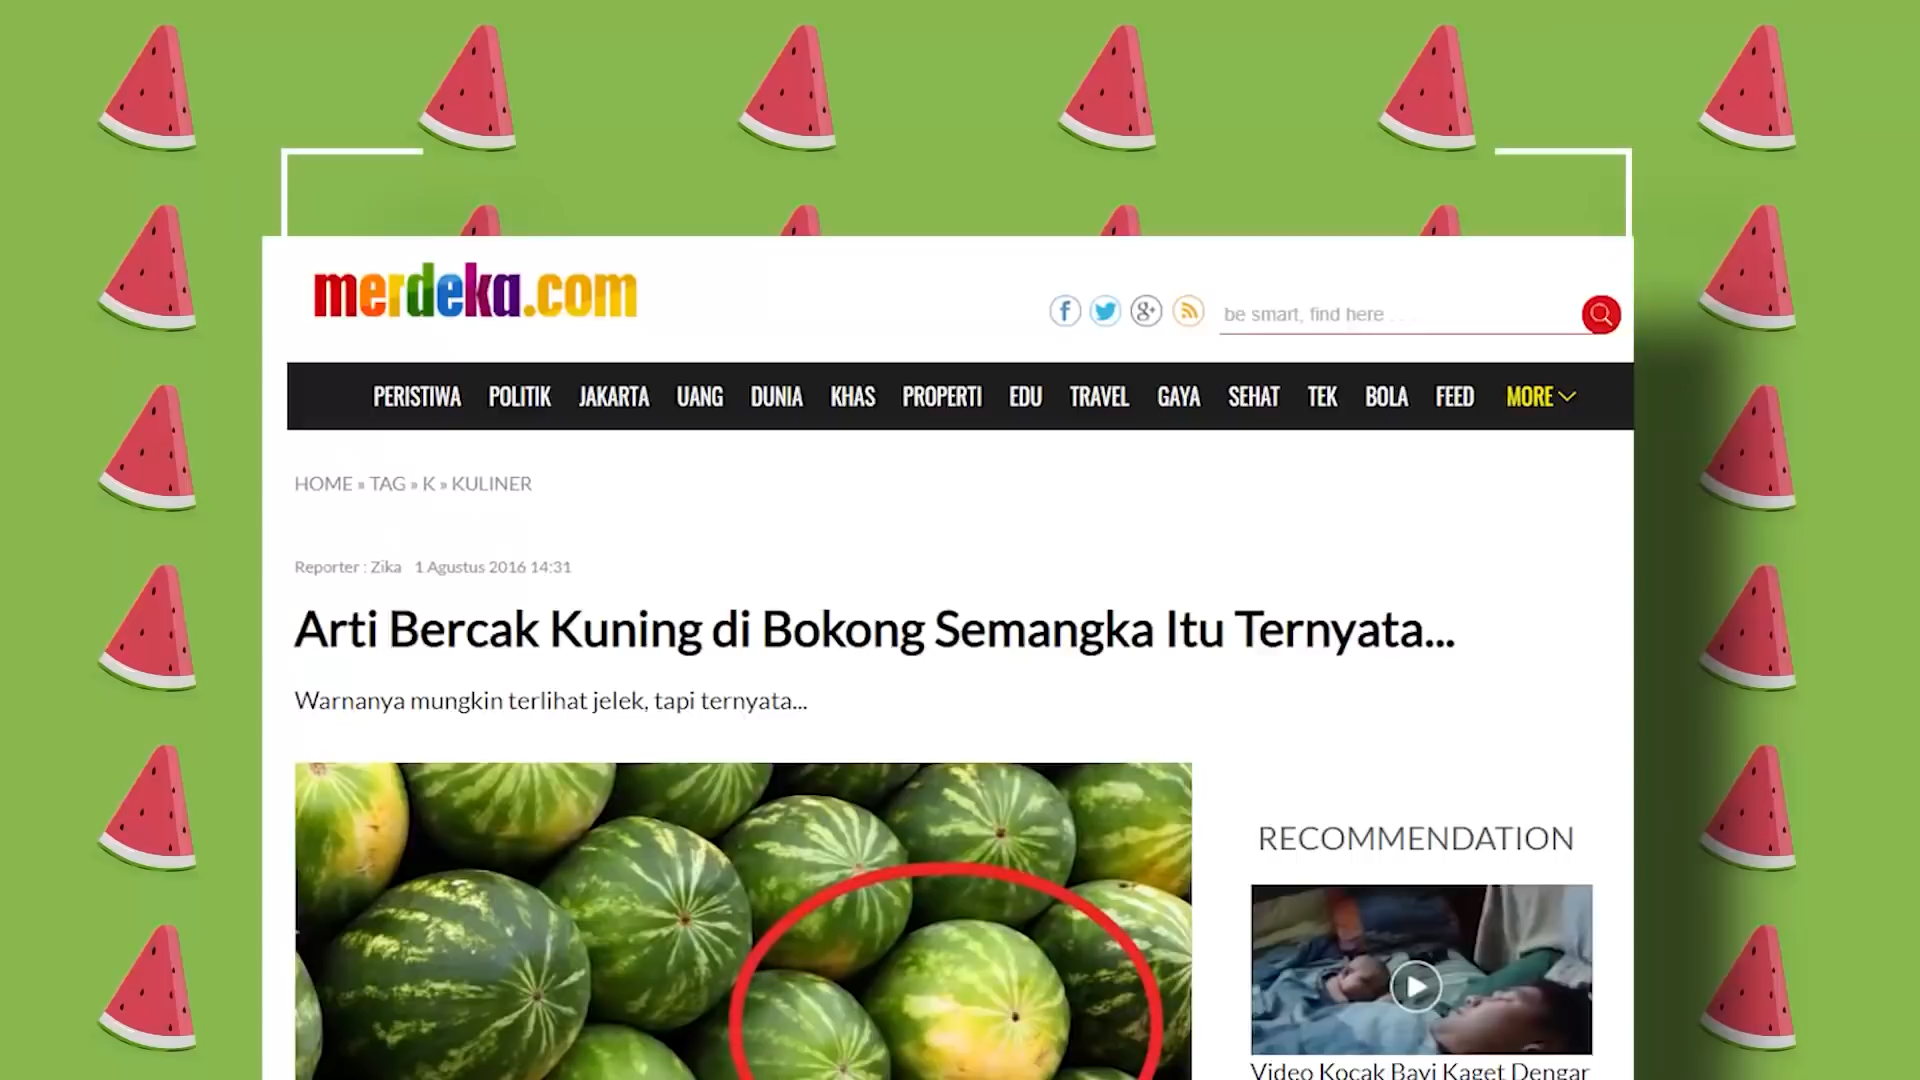 merdeka.com
be smart, find here . . .
PERISTIWA POLITIK JAKARTA UANG DUNIA KHAS PROPERTI EDU TRAVEL GAYA SEHAT TEK BOLA FEED MORE
HOME » TAG » K » KULINER
Reporter : Zika 1 Agustus 2016 14:31
Arti Bercak Kuning di Bokong Semangka Itu Ternyata...
Warnanya mungkin terlihat jelek, tapi ternyata...
RECOMMENDATION
Video Kocak Bayi Kaget Dengar